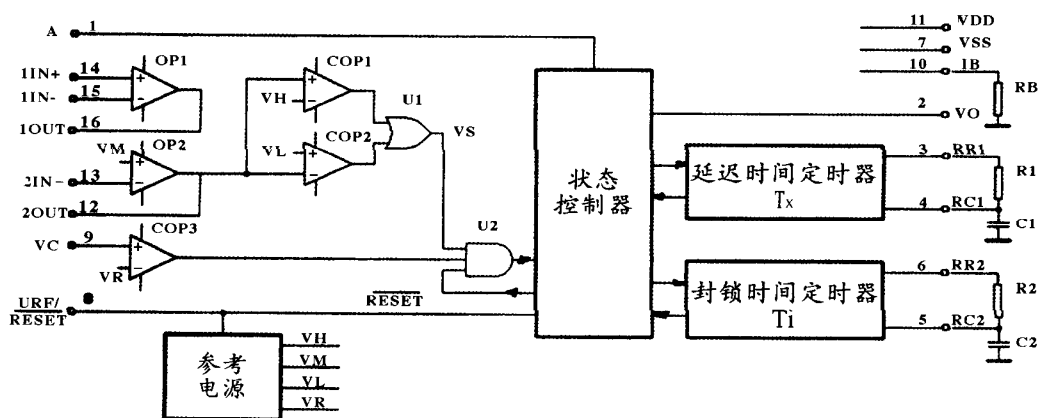 A 1
11 VDD
7 VSS
10 IB
RB
2 VO
1IN+ 14
1IN- 15
1OUT 16
OP1
+
-
COP1
+
-
VH
U1
VS
VM
OP2
+
-
2IN- 13
2OUT 12
COP2
+
-
VL
VC 9
COP3
+
-
VR
U2
RESET
URF/
RESET
8
状态
控制器
延迟时间定时器
Tx
3 RR1
R1
4 RC1
C1
封锁时间定时器
Ti
6 RR2
R2
5 RC2
C2
参考
电源
VH
VM
VL
VR